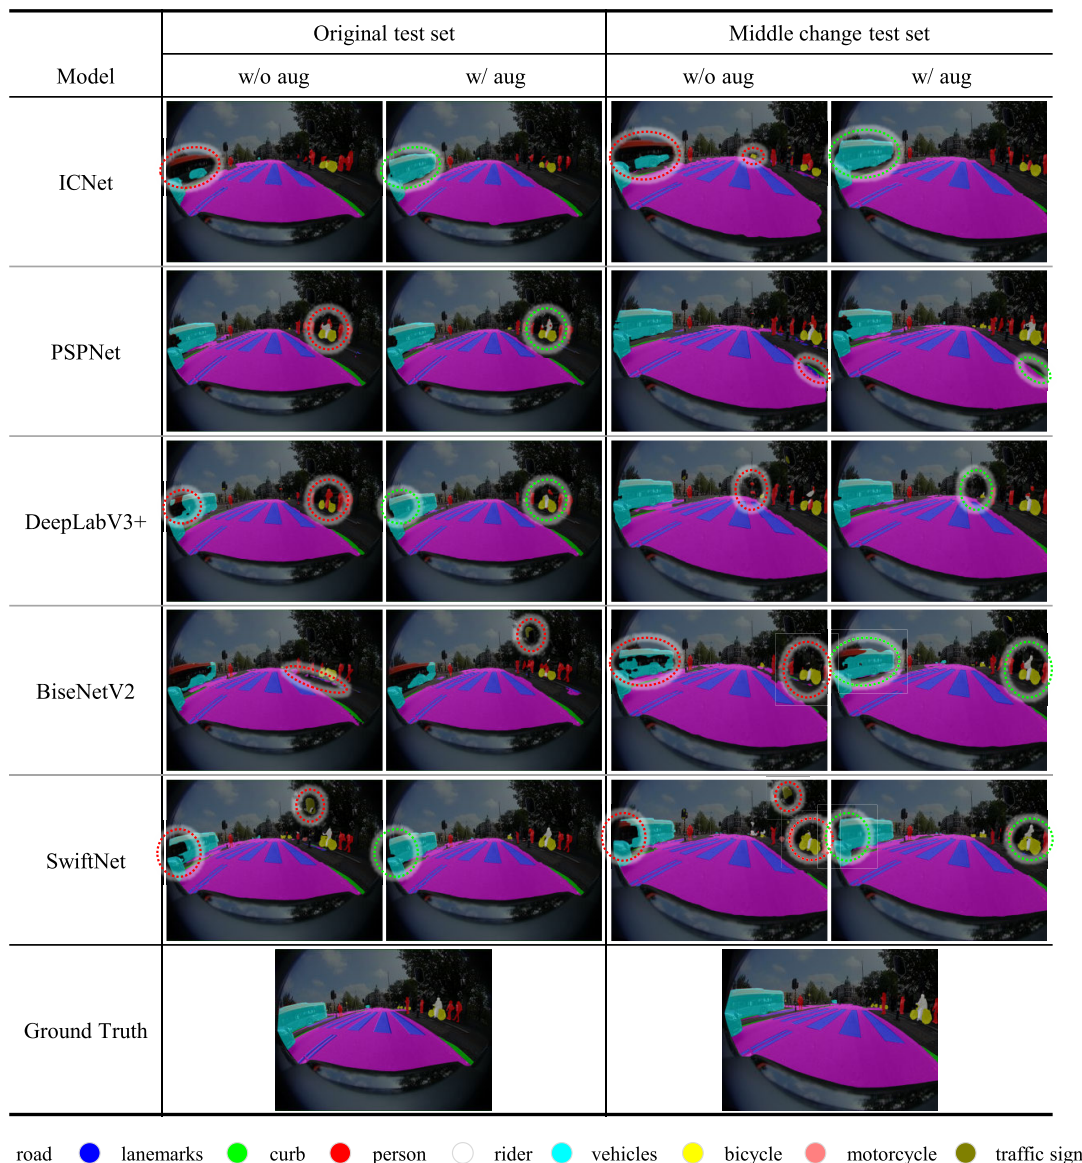 Original test set Middle change test set
Model w/o aug w/ aug w/o aug w/ aug
ICNet
PSPNet
DeepLabV3+
BiseNetV2
SwiftNet
Ground Truth
road lanemarks curb person rider vehicles bicycle motorcycle traffic sign